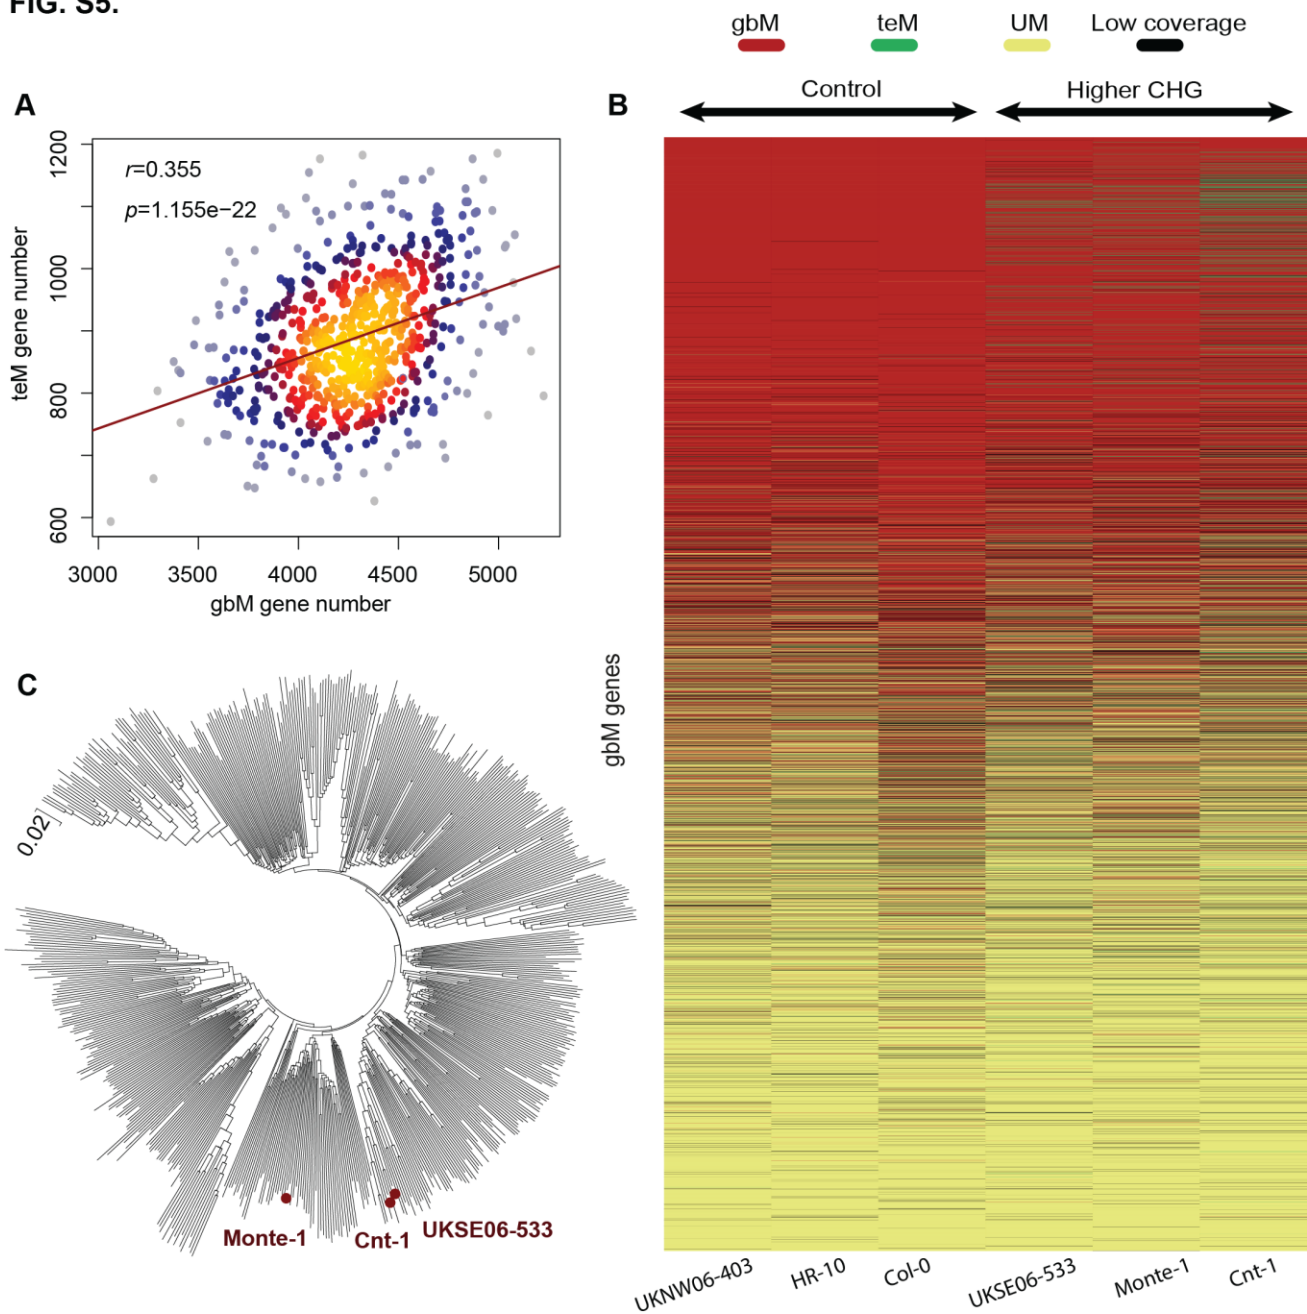 FIG. S5.
gbM teM UM Low coverage
Control Higher CHG
A
r=0.355
p=1.155e−22
teM gene number
1200
1000
800
600
3000 3500 4000 4500 5000
gbM gene number
B
gbM genes
UKNW06-403 HR-10 Col-0 UKSE06-533 Monte-1 Cnt-1
C
0.02
Monte-1 Cnt-1 UKSE06-533